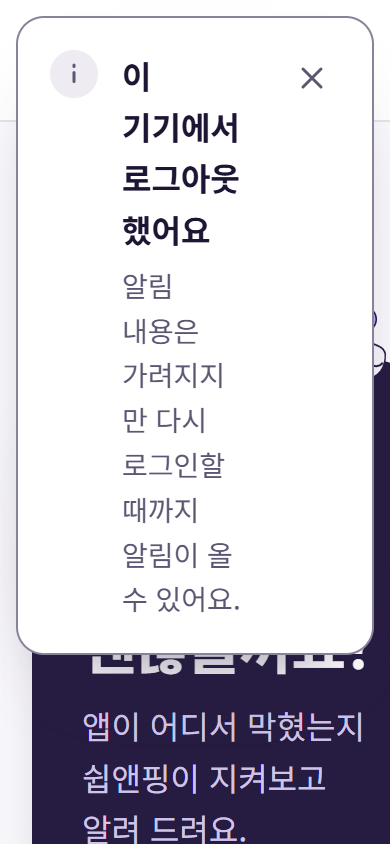 이
기기에서
로그아웃
했어요
알림
내용은
가려지지
만 다시
로그인할
때까지
알림이 올
수 있어요.
앱이 어디서 막혔는지
쉽앤핑이 지켜보고
알려 드려요.